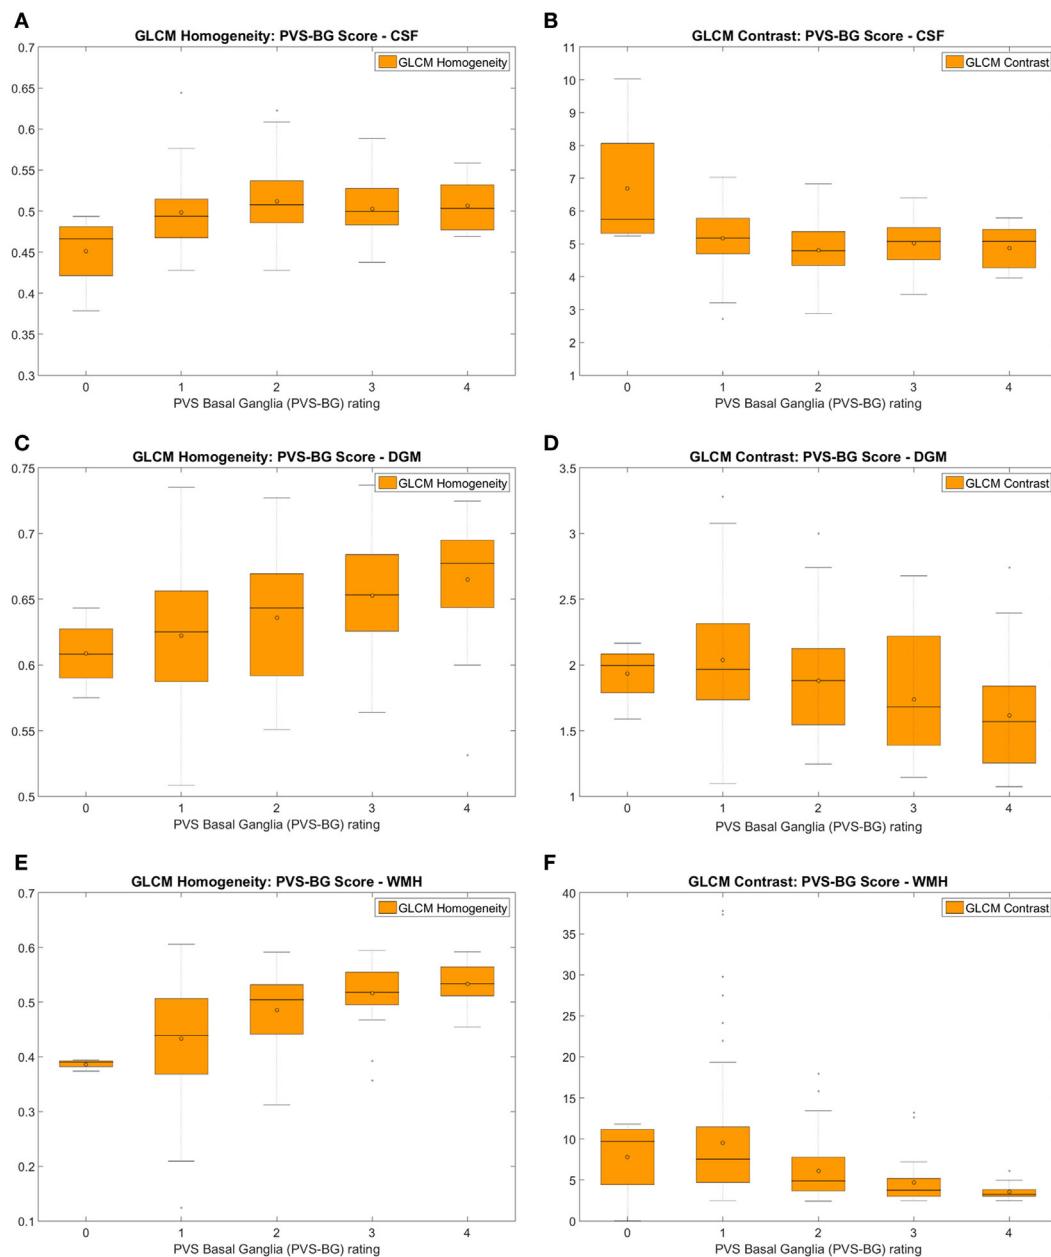 A
GLCM Homogeneity: PVS-BG Score - CSF
GLCM Homogeneity
0.7
0.65
0.6
0.55
0.5
0.45
0.4
0.35
0.3
0 1 2 3 4
PVS Basal Ganglia (PVS-BG) rating
B
GLCM Contrast: PVS-BG Score - CSF
GLCM Contrast
11
10
9
8
7
6
5
4
3
2
1
0 1 2 3 4
PVS Basal Ganglia (PVS-BG) rating
C
GLCM Homogeneity: PVS-BG Score - DGM
GLCM Homogeneity
0.75
0.7
0.65
0.6
0.55
0.5
0 1 2 3 4
PVS Basal Ganglia (PVS-BG) rating
D
GLCM Contrast: PVS-BG Score - DGM
GLCM Contrast
3.5
3
2.5
2
1.5
1
0 1 2 3 4
PVS Basal Ganglia (PVS-BG) rating
E
GLCM Homogeneity: PVS-BG Score - WMH
GLCM Homogeneity
0.7
0.6
0.5
0.4
0.3
0.2
0.1
0 1 2 3 4
PVS Basal Ganglia (PVS-BG) rating
F
GLCM Contrast: PVS-BG Score - WMH
GLCM Contrast
40
35
30
25
20
15
10
5
0
0 1 2 3 4
PVS Basal Ganglia (PVS-BG) rating